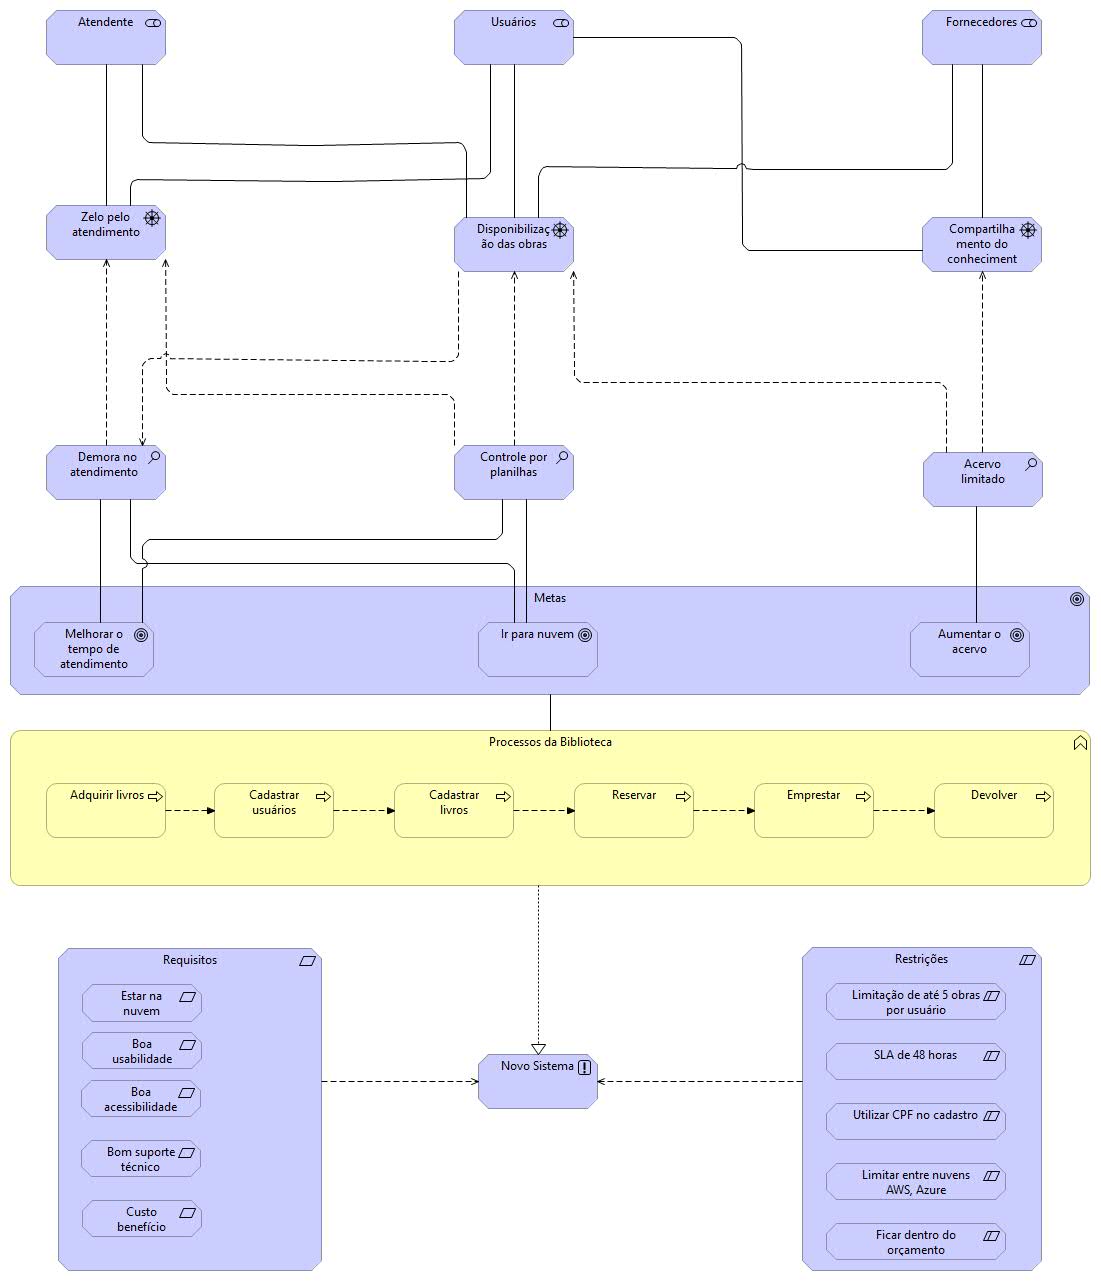 Atendente
Usuários
Fornecedores
Zelo pelo
atendimento
Disponibilizaç
ão das obras
Compartilha
mento do
conheciment
Demora no
atendimento
Controle por
planilhas
Acervo
limitado
Metas
Melhorar o
tempo de
atendimento
Ir para nuvem
Aumentar o
acervo
Processos da Biblioteca
Adquirir livros
Cadastrar
usuários
Cadastrar
livros
Reservar
Emprestar
Devolver
Requisitos
Estar na
nuvem
Boa
usabilidade
Boa
acessibilidade
Bom suporte
técnico
Custo
benefício
Novo Sistema
Restrições
Limitação de até 5 obras
por usuário
SLA de 48 horas
Utilizar CPF no cadastro
Limitar entre nuvens
AWS, Azure
Ficar dentro do
orçamento